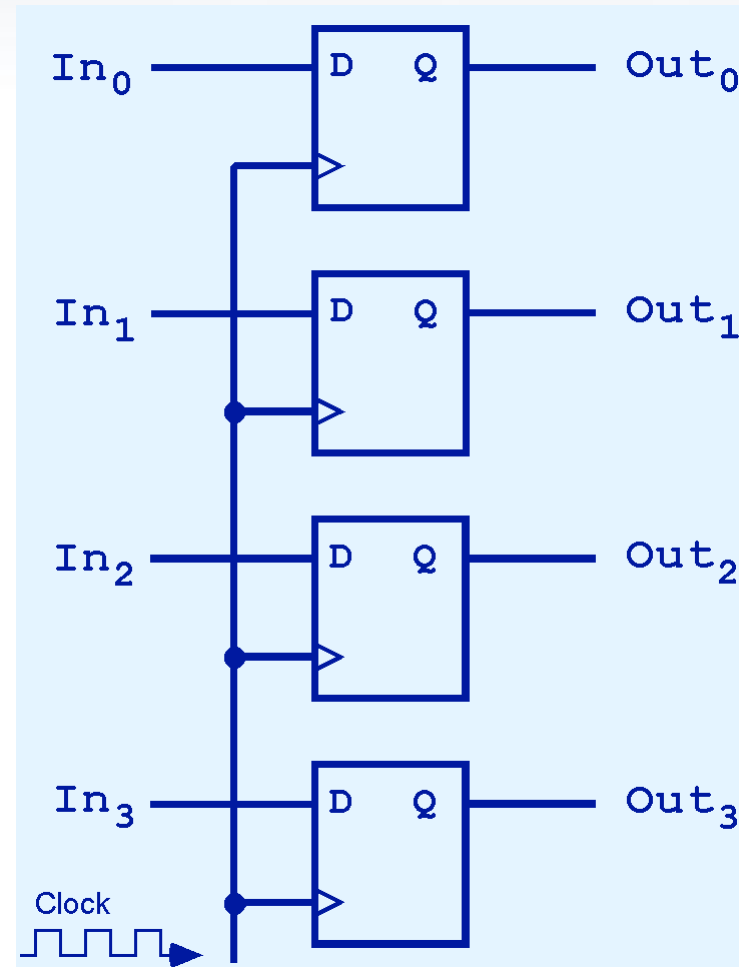 In0 D Q Out0
In1 D Q Out1
In2 D Q Out2
In3 D Q Out3
Clock